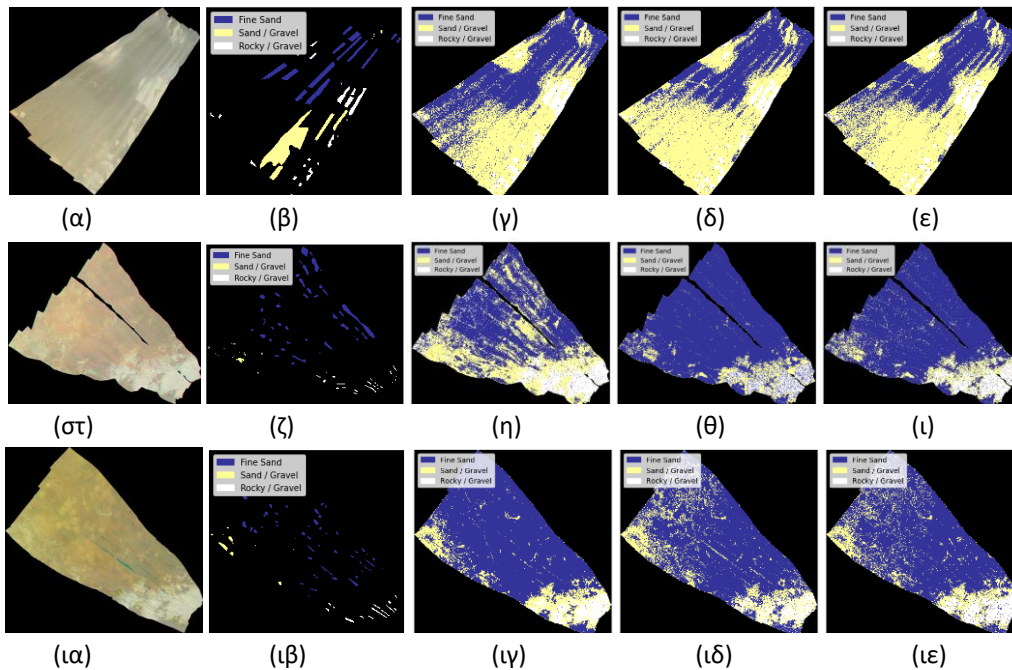 Fine Sand
Sand / Gravel
Rocky / Gravel
Fine Sand
Sand / Gravel
Rocky / Gravel
Fine Sand
Sand / Gravel
Rocky / Gravel
Fine Sand
Sand / Gravel
Rocky / Gravel
(α) (β) (γ) (δ) (ε)
Fine Sand
Sand / Gravel
Rocky / Gravel
Fine Sand
Sand / Gravel
Rocky / Gravel
Fine Sand
Sand / Gravel
Rocky / Gravel
Fine Sand
Sand / Gravel
Rocky / Gravel
(στ) (ζ) (η) (θ) (ι)
Fine Sand
Sand / Gravel
Rocky / Gravel
Fine Sand
Sand / Gravel
Rocky / Gravel
Fine Sand
Sand / Gravel
Rocky / Gravel
Fine Sand
Sand / Gravel
Rocky / Gravel
(ια) (ιβ) (ιγ) (ιδ) (ιε)